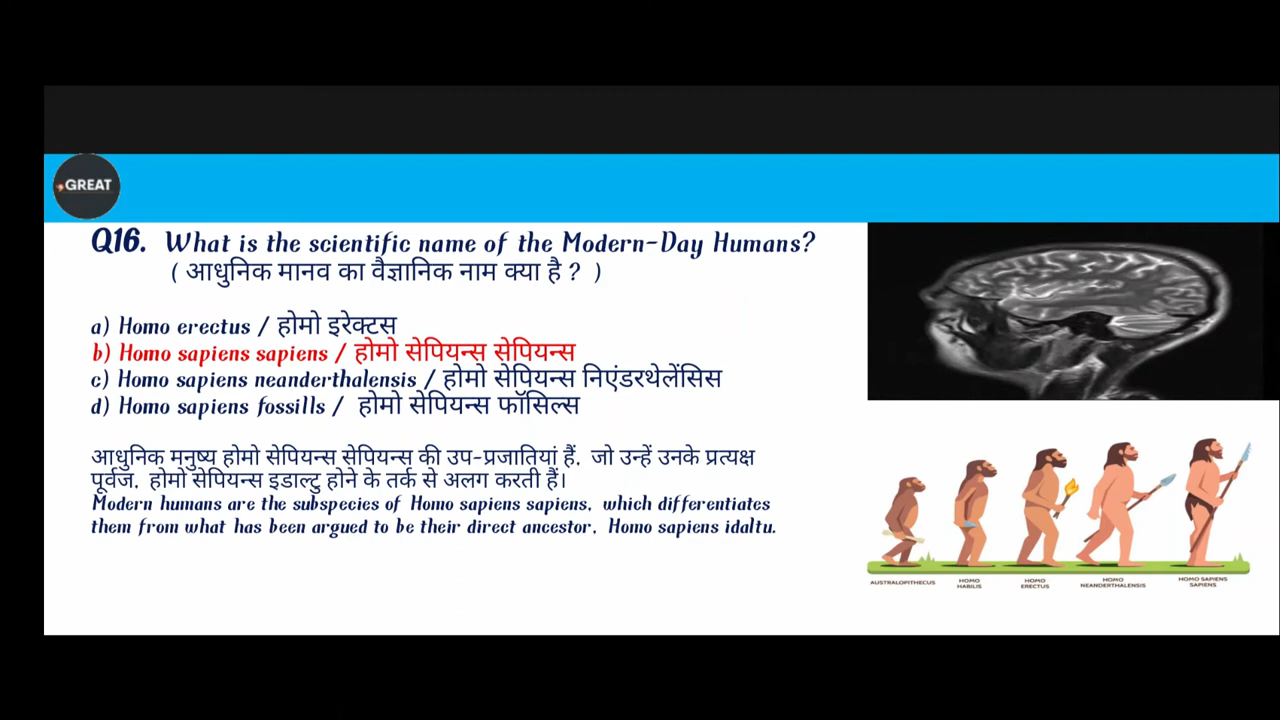 GREAT
Q16. What is the scientific name of the Modern-Day Humans?
( आधुनिक मानव का वैज्ञानिक नाम क्या है ? )
a) Homo erectus / होमो इरेक्टस
b) Homo sapiens sapiens / होमो सेपियन्स सेपियन्स
c) Homo sapiens neanderthalensis / होमो सेपियन्स निएंडरथेलेंसिस
d) Homo sapiens fossills / होमो सेपियन्स फॉसिल्स
आधुनिक मनुष्य होमो सेपियन्स सेपियन्स की उप-प्रजातियां हैं, जो उन्हें उनके प्रत्यक्ष
पूर्वज, होमो सेपियन्स इडाल्टु होने के तर्क से अलग करती हैं।
Modern humans are the subspecies of Homo sapiens sapiens, which differentiates
them from what has been argued to be their direct ancestor, Homo sapiens idaltu.
AUSTRALOPITHECUS
HOMO
HABILIS
HOMO
ERECTUS
HOMO
NEANDERTHALENSIS
HOMO SAPIENS
SAPIENS